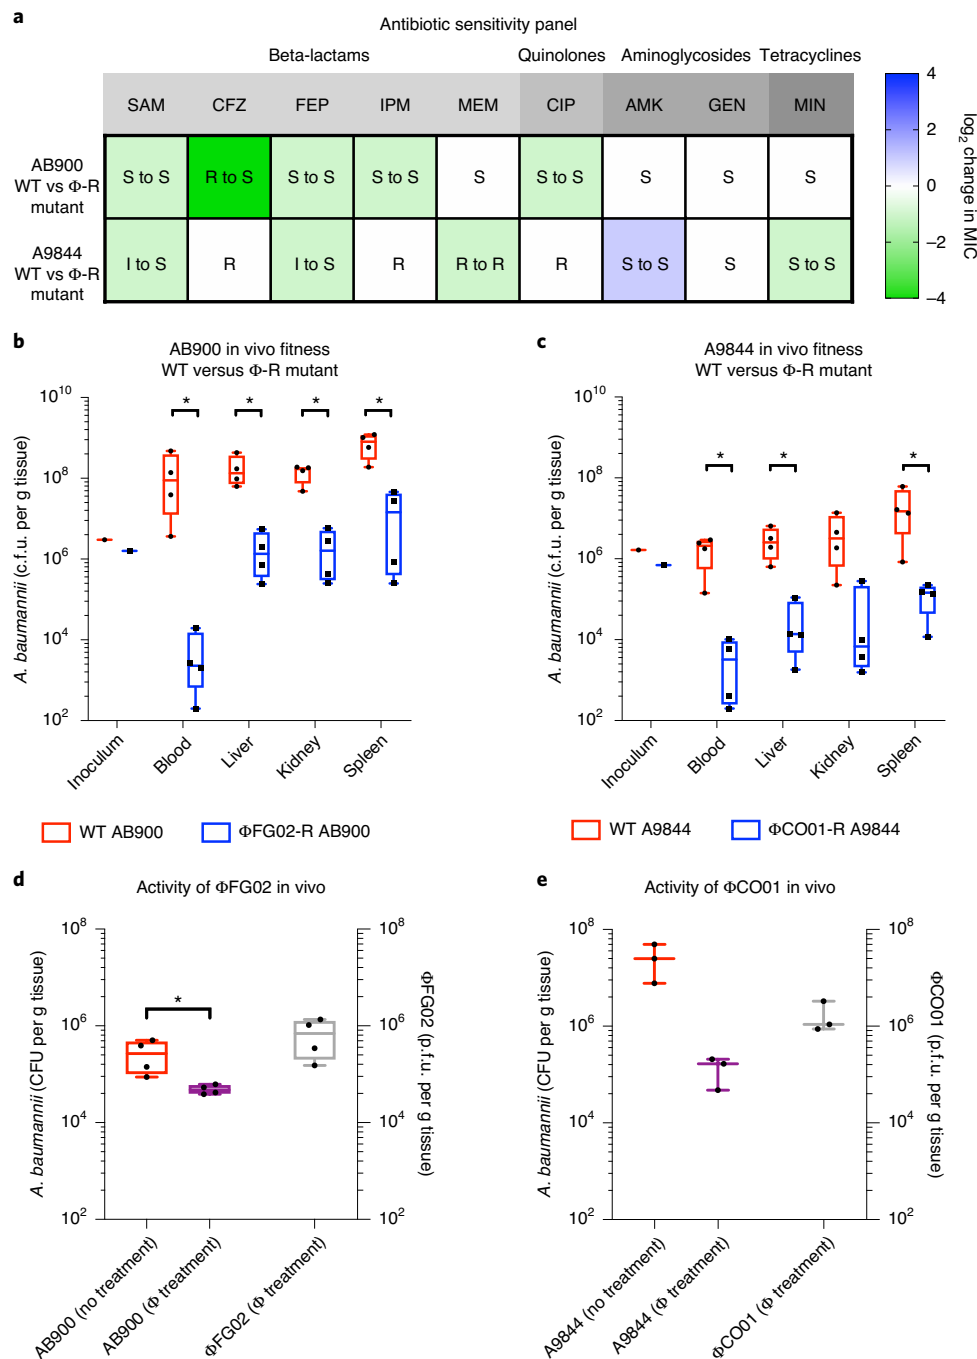 a
Antibiotic sensitivity panel
Beta-lactams Quinolones Aminoglycosides Tetracyclines
SAM CFZ FEP IPM MEM CIP AMK GEN MIN
AB900
WT vs Φ-R
mutant
S to S R to S S to S S to S S S to S S S S
A9844
WT vs Φ-R
mutant
I to S R I to S R R to R R S to S S S to S
4
2
0
−2
−4
log2 change in MIC
b
AB900 in vivo fitness
WT versus Φ-R mutant
A. baumannii (c.f.u. per g tissue)
10^10
10^8
10^6
10^4
10^2
* * * *
Inoculum Blood Liver Kidney Spleen
WT AB900 ΦFG02-R AB900
c
A9844 in vivo fitness
WT versus Φ-R mutant
A. baumannii (c.f.u. per g tissue)
10^10
10^8
10^6
10^4
10^2
* * *
Inoculum Blood Liver Kidney Spleen
WT A9844 ΦCO01-R A9844
d
Activity of ΦFG02 in vivo
A. baumannii (CFU per g tissue)
10^8
10^6
10^4
10^2
*
10^8
10^6
10^4
10^2
ΦFG02 (p.f.u. per g tissue)
AB900 (no treatment)
AB900 (Φ treatment)
ΦFG02 (Φ treatment)
e
Activity of ΦCO01 in vivo
A. baumannii (CFU per g tissue)
10^8
10^6
10^4
10^2
10^8
10^6
10^4
10^2
ΦCO01 (p.f.u. per g tissue)
A9844 (no treatment)
A9844 (Φ treatment)
ΦCO01 (Φ treatment)